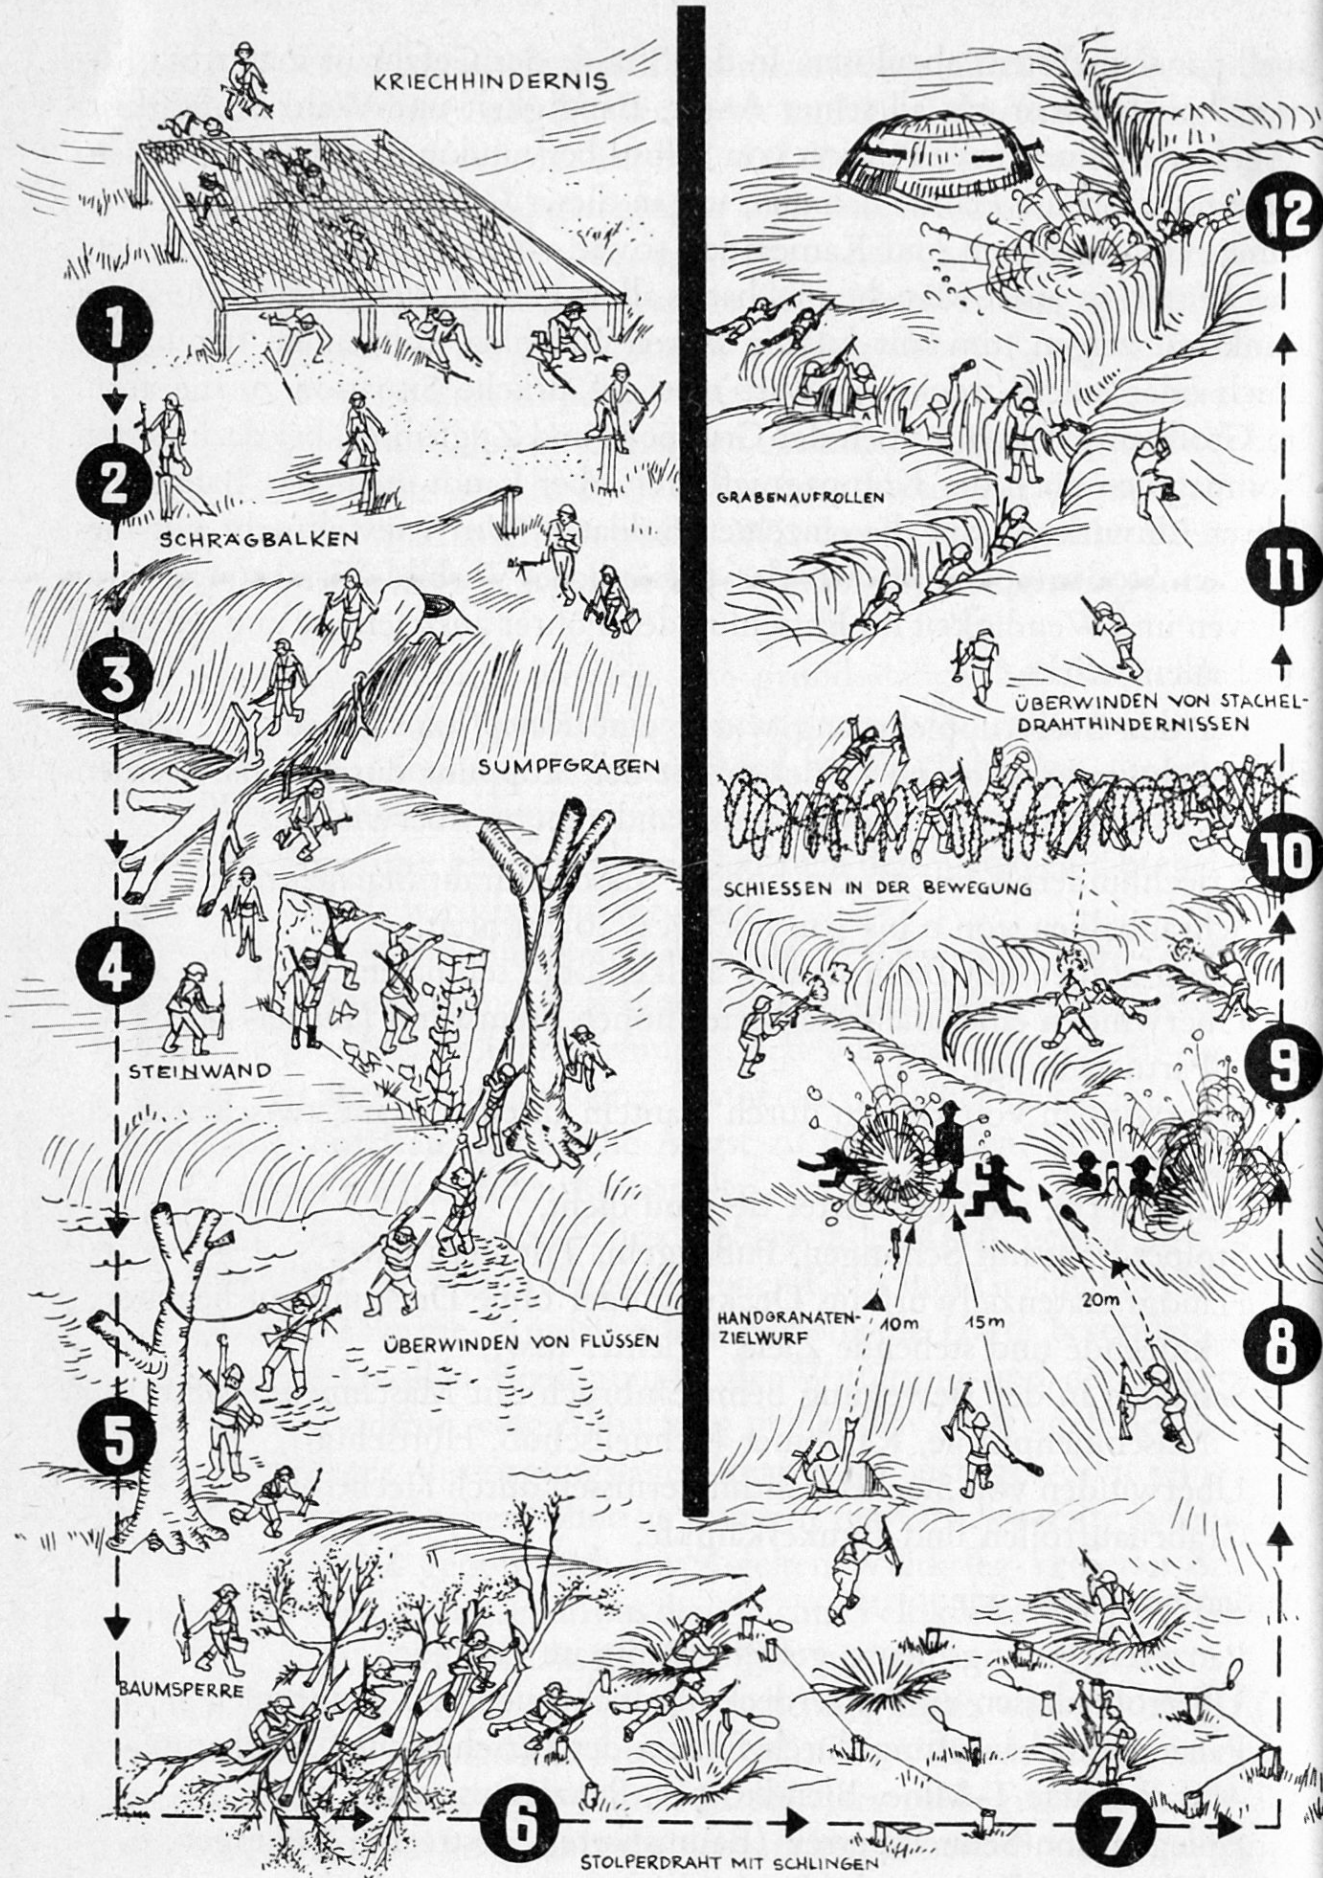 KRIECHHINDERNIS
1
2
SCHRÄGBALKEN
3
SUMPFGRABEN
4
STEINWAND
ÜBERWINDEN VON FLÜSSEN
5
BAUMSPERRE
6
STOLPERDRAHT MIT SCHLINGEN
7
8
HANDGRANATEN-
ZIELWURF
10m
15m
20m
9
SCHIESSEN IN DER BEWEGUNG
10
ÜBERWINDEN VON STACHEL-
DRAHTHINDERNISSEN
11
GRABENAUFROLLEN
12